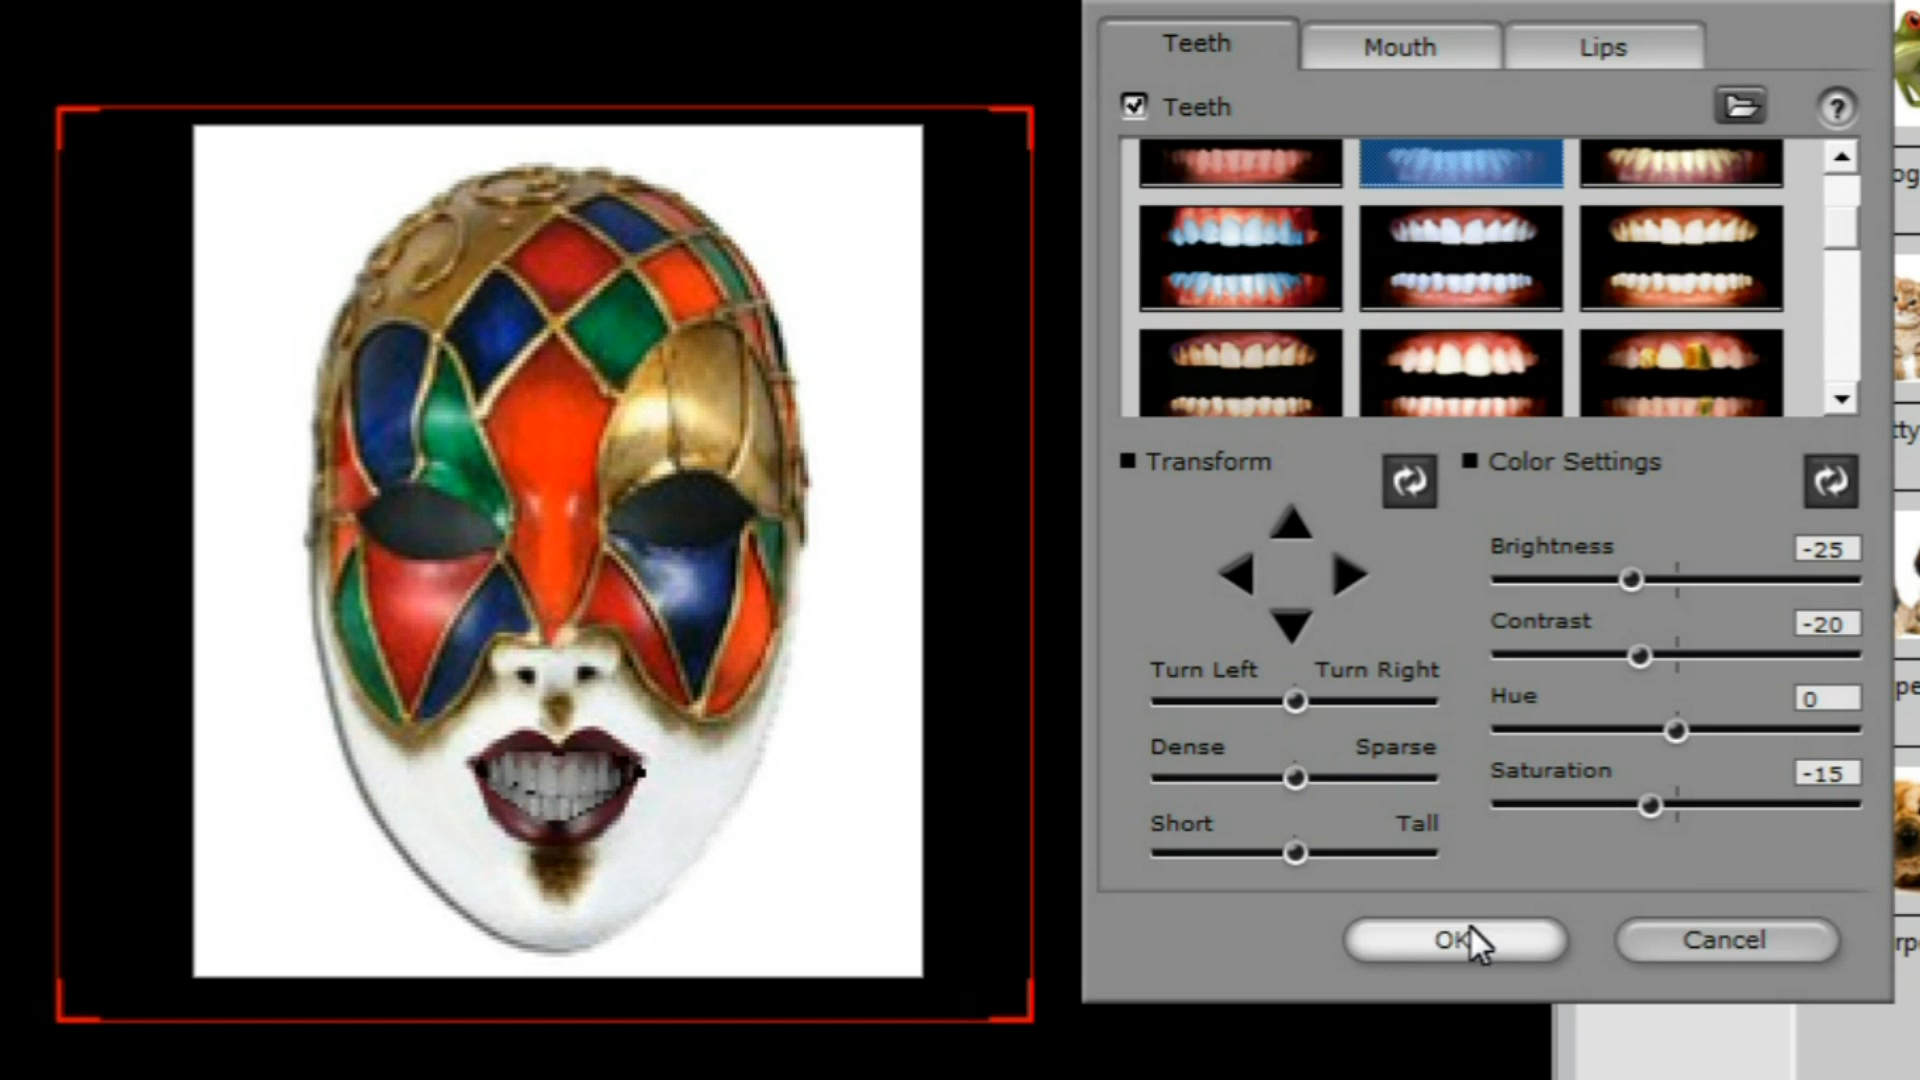 Teeth
Mouth
Lips
Teeth
?
Transform
Color Settings
Brightness
-25
Contrast
-20
Turn Left
Turn Right
Hue
0
Dense
Sparse
Saturation
-15
Short
Tall
OK
Cancel